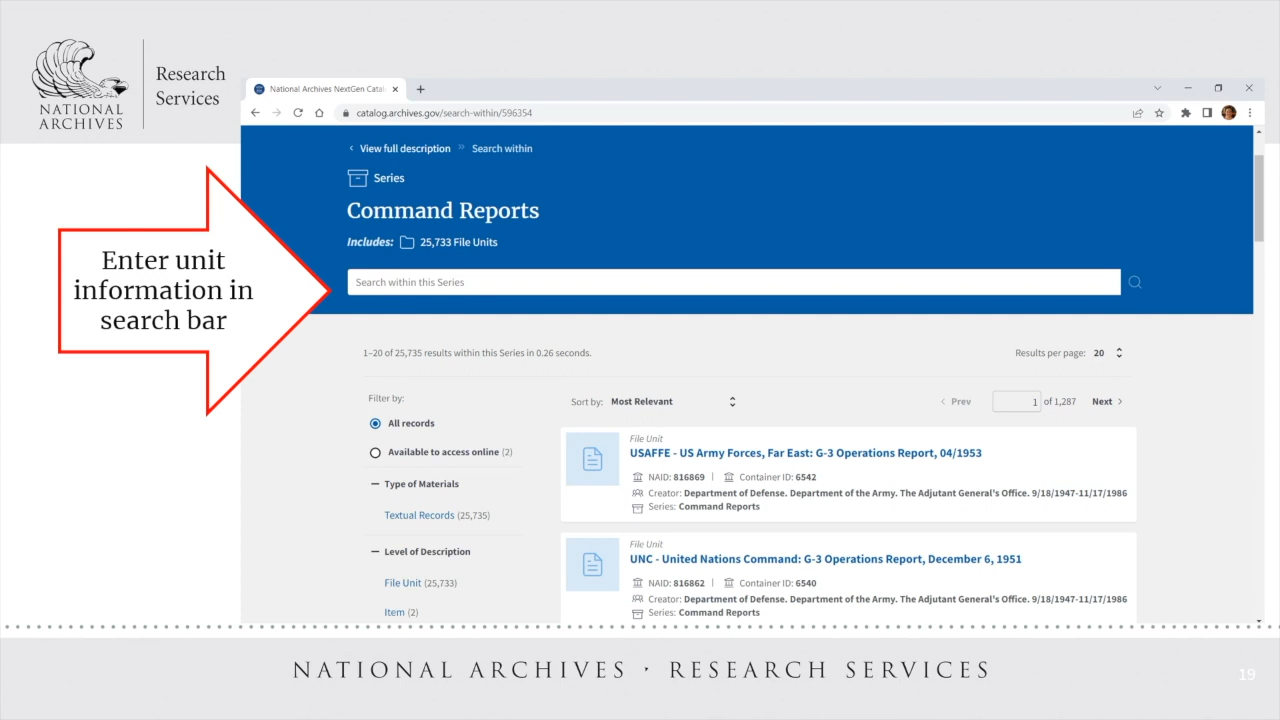 NATIONAL
ARCHIVES
Research
Services
National Archives NextGen Catal
catalog.archives.gov/search-within/596354
View full description » Search within
Series
Command Reports
Includes: 25,733 File Units
Search within this Series
Enter unit
information in
search bar
1–20 of 25,735 results within this Series in 0.26 seconds.
Results per page: 20
Filter by:
All records
Available to access online (2)
Type of Materials
Textual Records (25,735)
Level of Description
File Unit (25,733)
Item (2)
Sort by: Most Relevant
< Prev 1 of 1,287 Next >
File Unit
USAFFE - US Army Forces, Far East: G-3 Operations Report, 04/1953
NAID: 816869 | Container ID: 6542
Creator: Department of Defense. Department of the Army. The Adjutant General's Office. 9/18/1947-11/17/1986
Series: Command Reports
File Unit
UNC - United Nations Command: G-3 Operations Report, December 6, 1951
NAID: 816862 | Container ID: 6540
Creator: Department of Defense. Department of the Army. The Adjutant General's Office. 9/18/1947-11/17/1986
Series: Command Reports
NATIONAL ARCHIVES · RESEARCH SERVICES
19